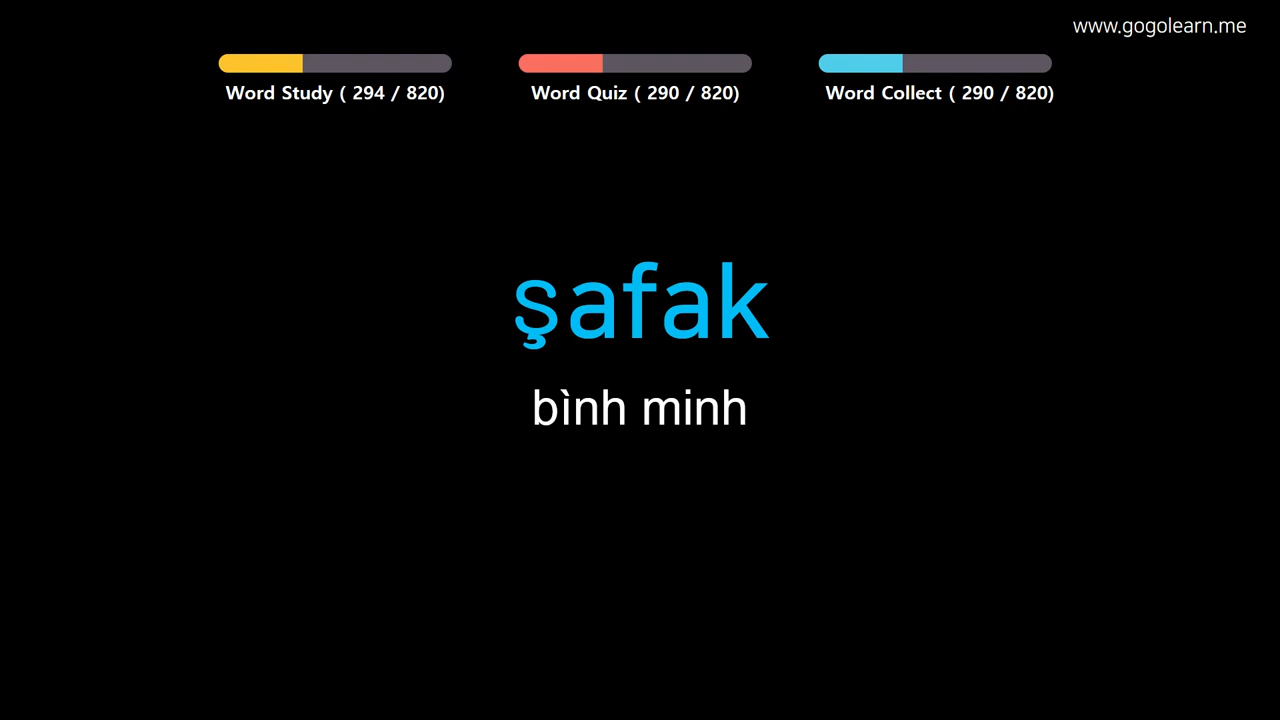 www.gogolearn.me
Word Study ( 294 / 820)
Word Quiz ( 290 / 820)
Word Collect ( 290 / 820)
şafak
bình minh